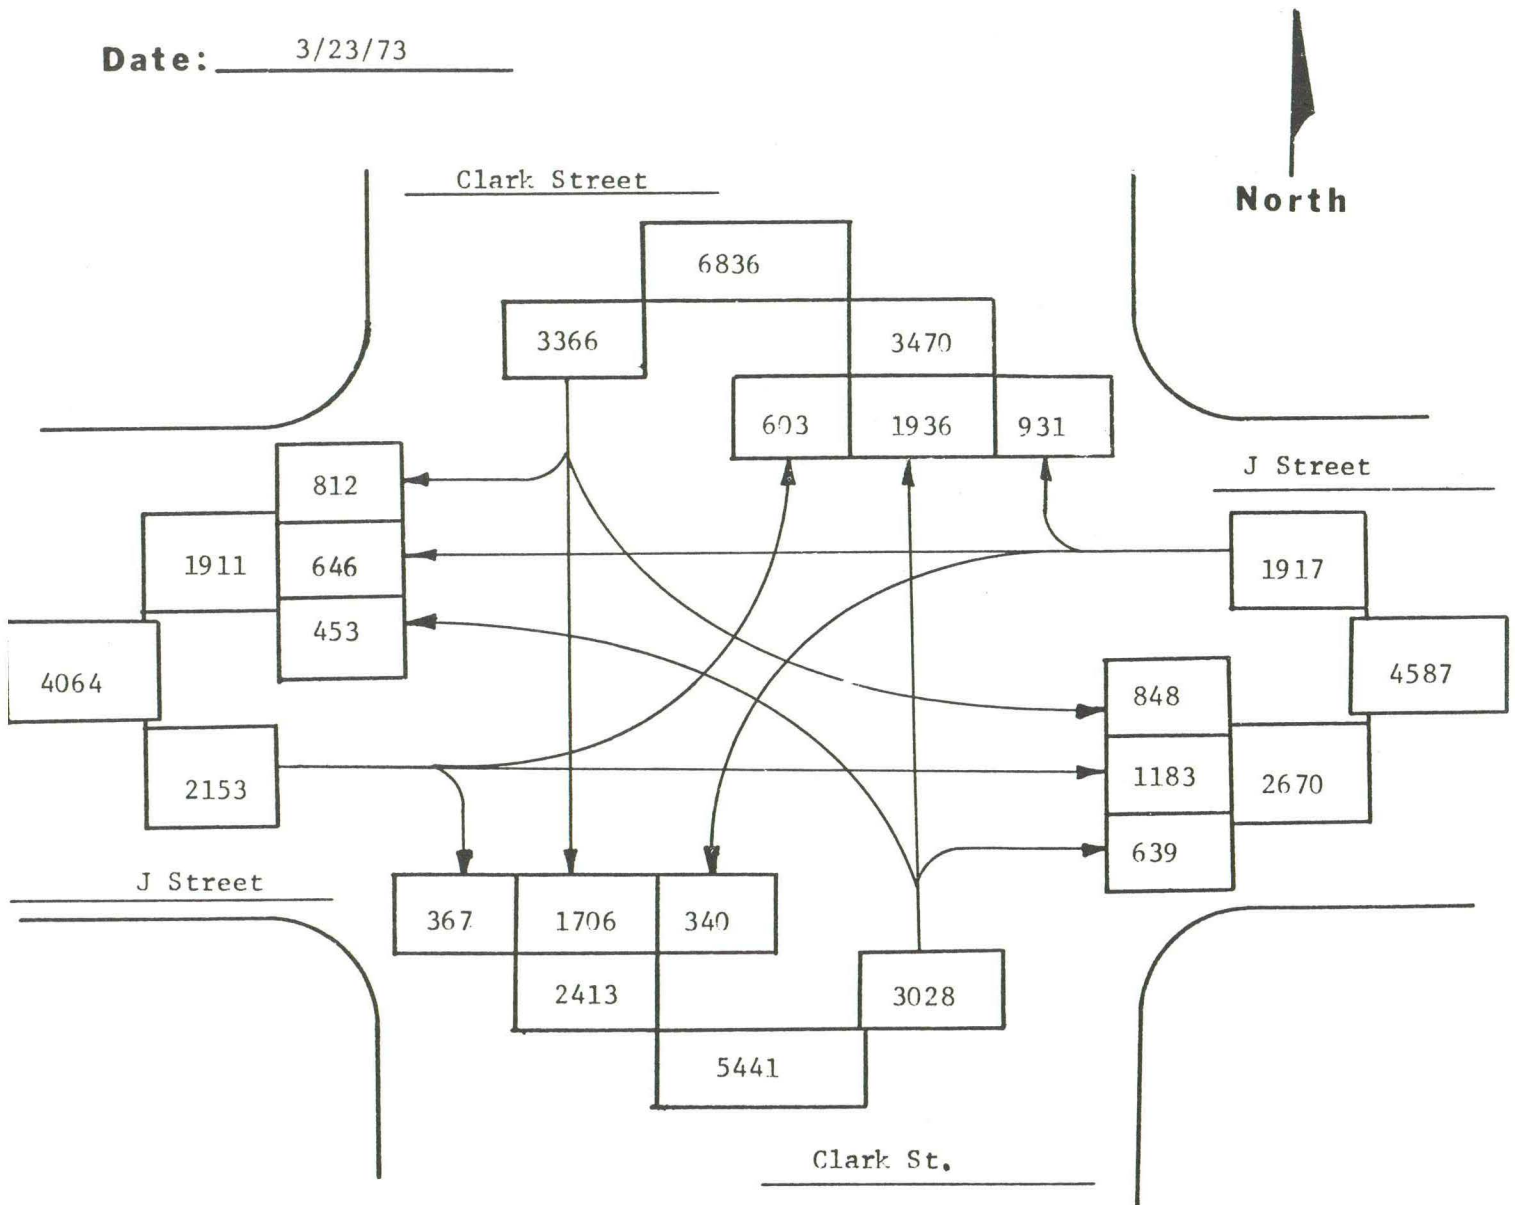 Date: 3/23/73
North
Clark Street
6836
3366
3470
603 1936 931
J Street
812
1911 646
453
1917
4064
4587
848
2153
1183 2670
639
J Street
367 1706 340
2413
3028
5441
Clark St.